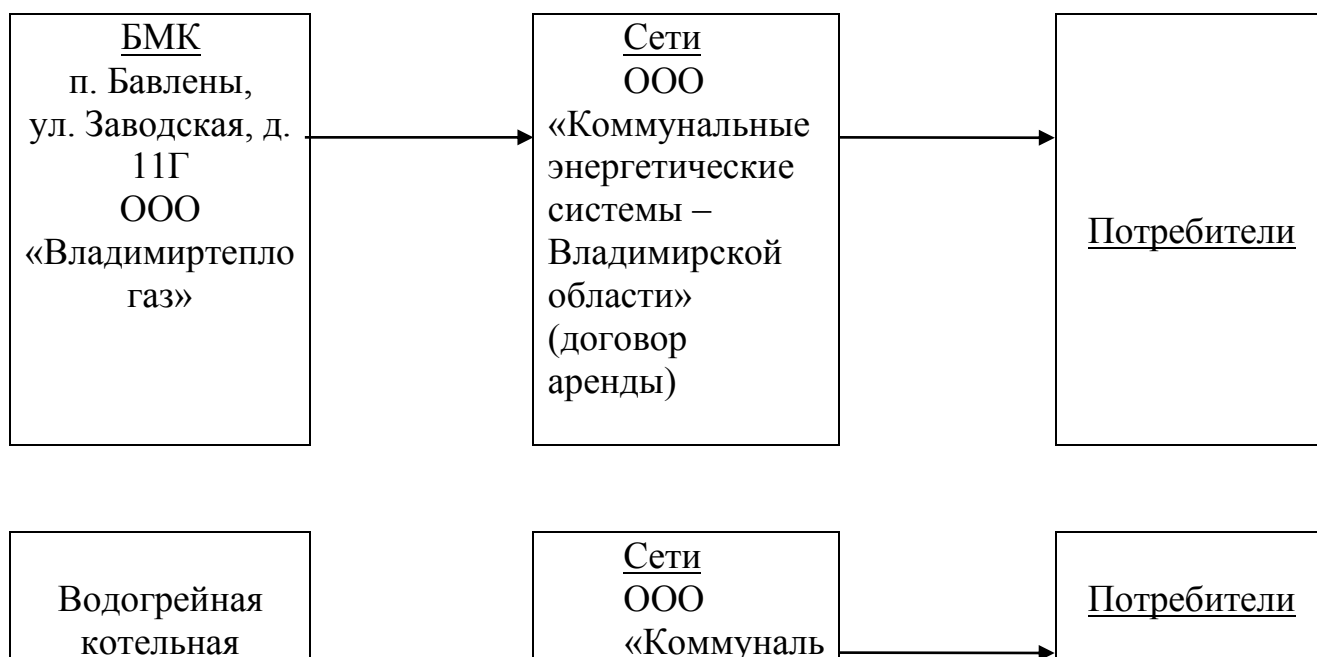 БМК
п. Бавлены,
ул. Заводская, д.
11Г
ООО
«Владимиртепло
газ»
Сети
ООО
«Коммунальные
энергетические
системы –
Владимирской
области»
(договор
аренды)
Потребители
Водогрейная
котельная
Сети
ООО
«Коммуналь
Потребители